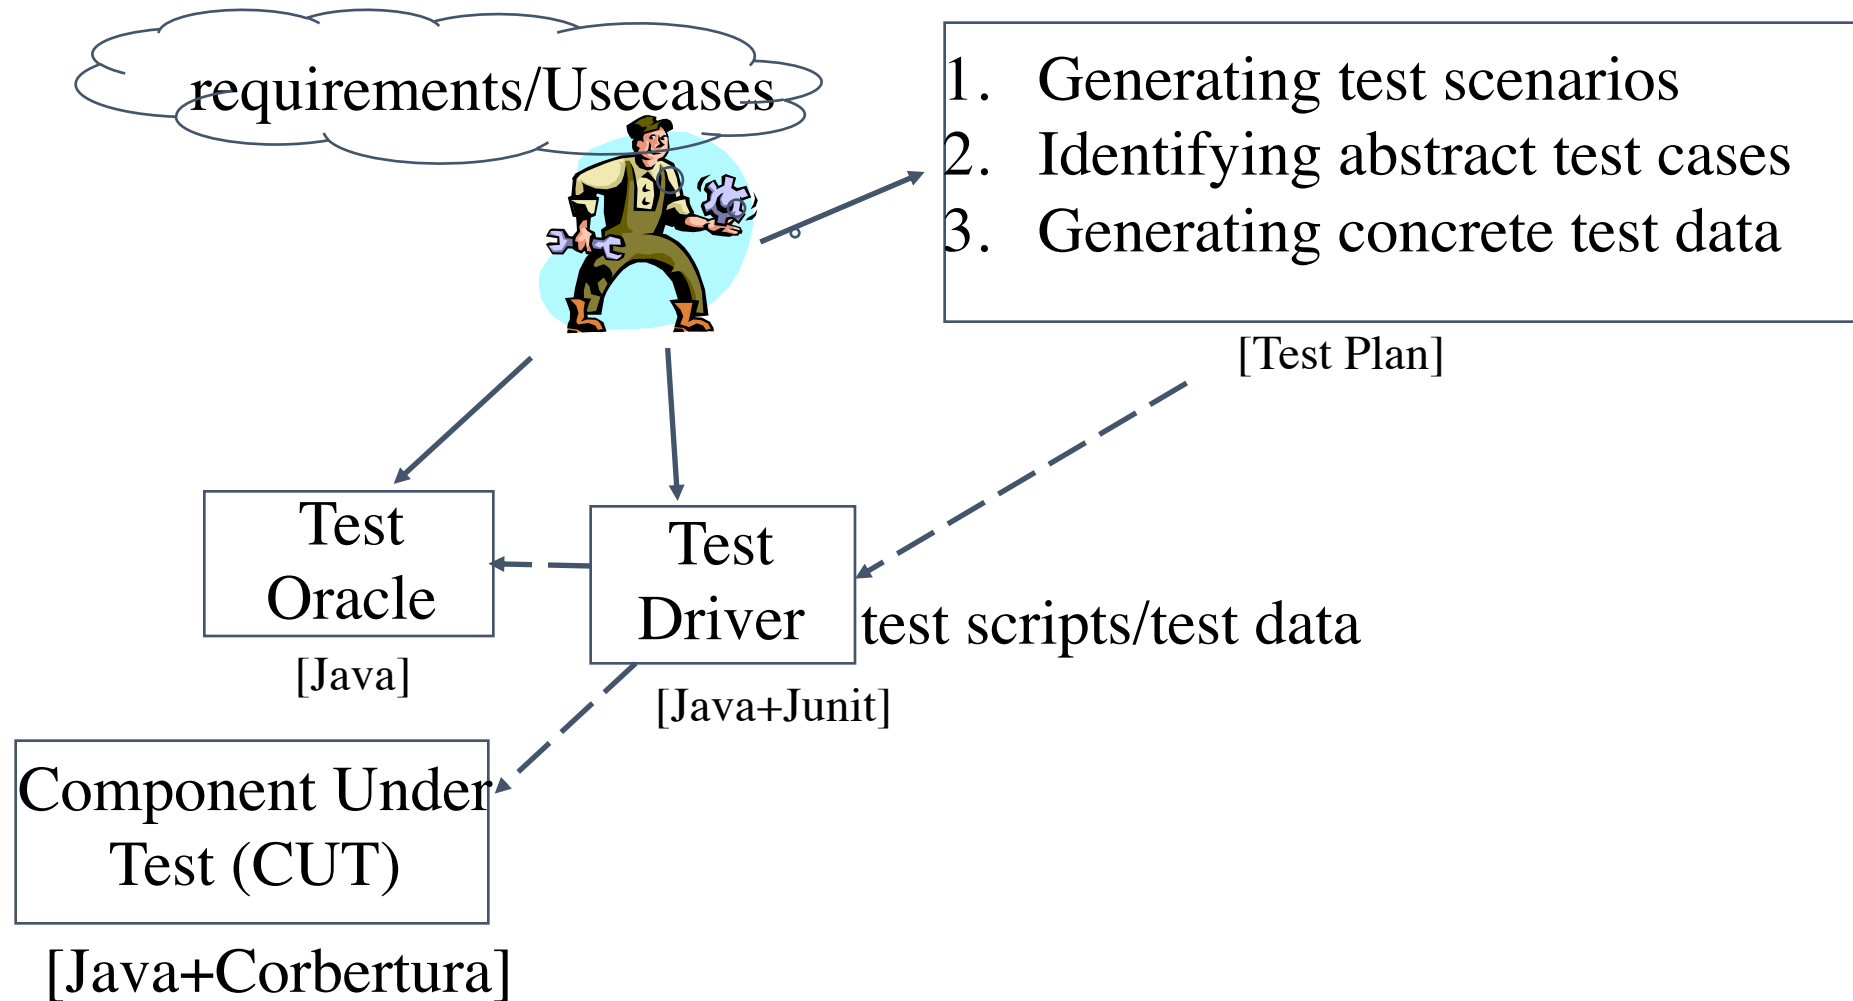 requirements/Usecases
1. Generating test scenarios
2. Identifying abstract test cases
3. Generating concrete test data
[Test Plan]
Test
Oracle
[Java]
Test
Driver
test scripts/test data
[Java+Junit]
Component Under
Test (CUT)
[Java+Corbertura]